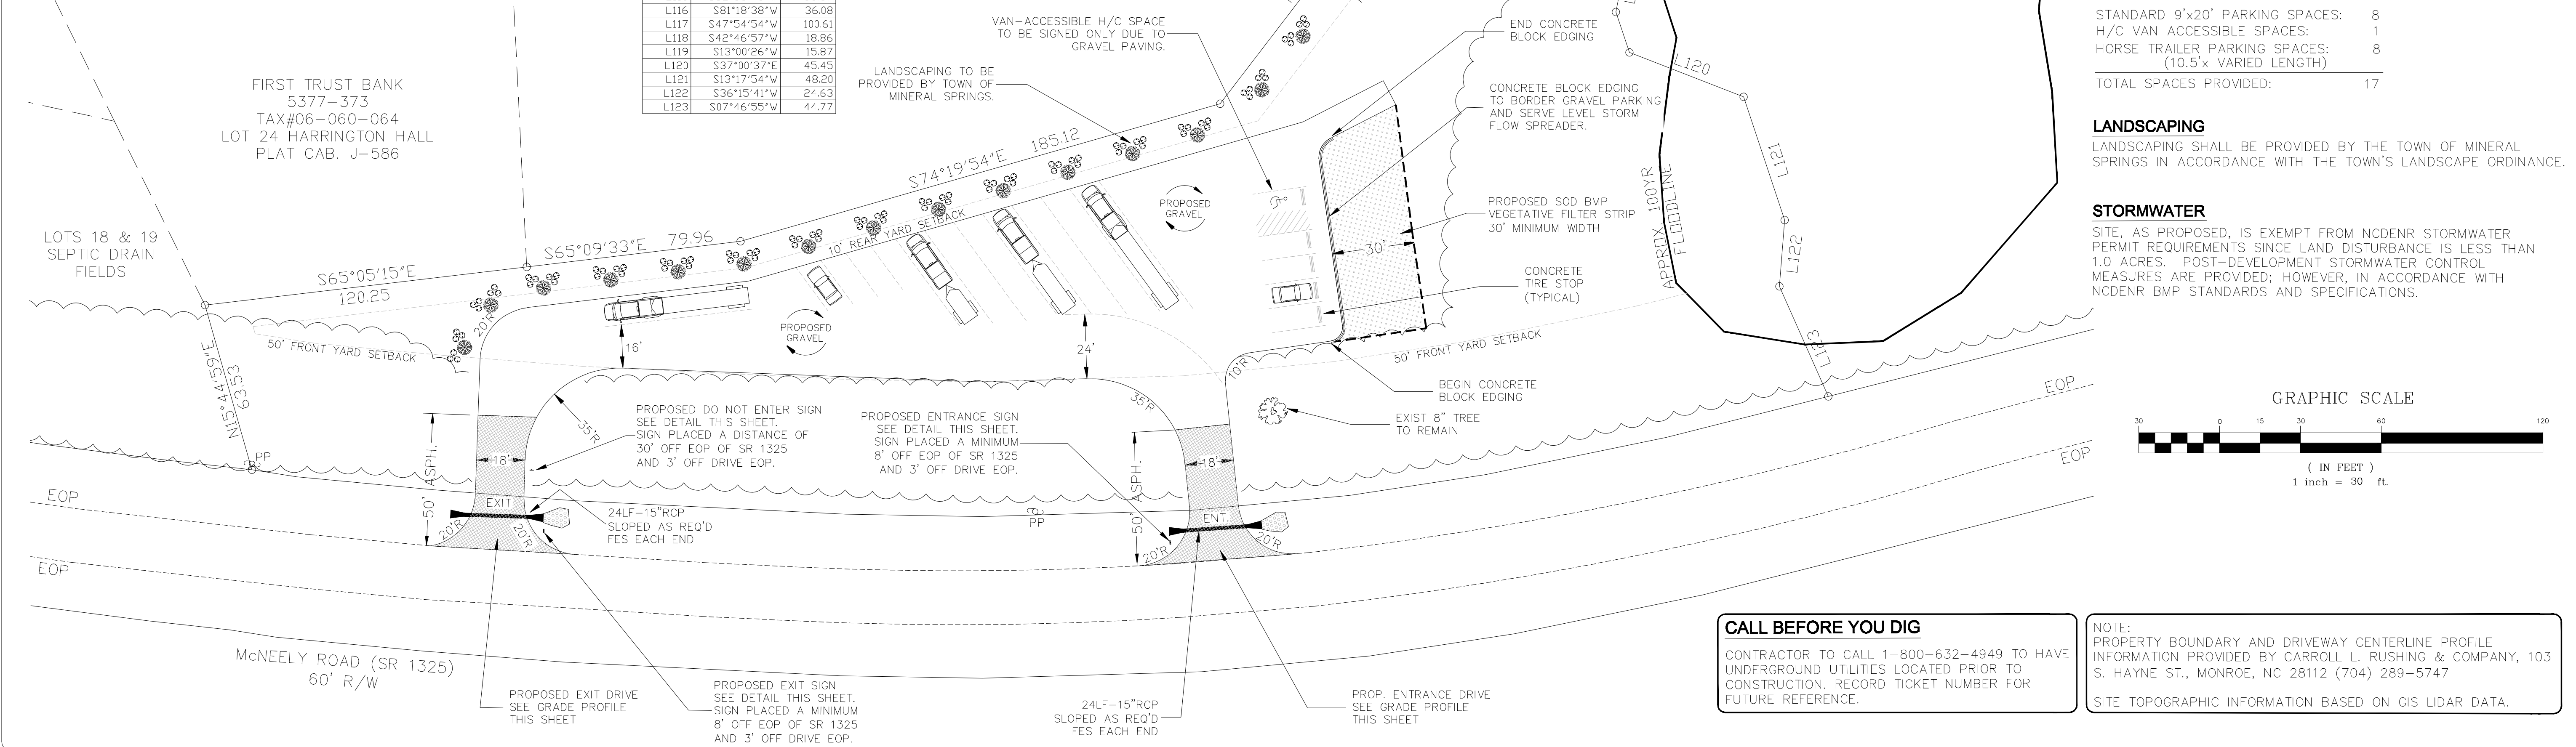 L116 S81°18'38"W 36.08
L117 S47°54'54"W 100.61
L118 S42°46'57"W 18.86
L119 S13°00'26"W 15.87
L120 S37°00'37"E 45.45
L121 S13°17'54"W 48.20
L122 S36°15'41"W 24.63
L123 S07°46'55"W 44.77
FIRST TRUST BANK
5377-373
TAX#06-060-064
LOT 24 HARRINGTON HALL
PLAT CAB. J-586
LOTS 18 & 19
SEPTIC DRAIN
FIELDS
VAN-ACCESSIBLE H/C SPACE
TO BE SIGNED ONLY DUE TO
GRAVEL PAVING.
LANDSCAPING TO BE
PROVIDED BY TOWN OF
MINERAL SPRINGS.
END CONCRETE
BLOCK EDGING
CONCRETE BLOCK EDGING
TO BORDER GRAVEL PARKING
AND SERVE LEVEL STORM
FLOW SPREADER.
PROPOSED SOD BMP
VEGETATIVE FILTER STRIP
30' MINIMUM WIDTH
CONCRETE
TIRE STOP
(TYPICAL)
BEGIN CONCRETE
BLOCK EDGING
EXIST 8" TREE
TO REMAIN
S65°05'15"E
120.25
S65°09'33"E 79.96
S74°19'54"E 185.12
10' REAR YARD SETBACK
N15°44'59"E
63.53
50' FRONT YARD SETBACK
50' FRONT YARD SETBACK
PROPOSED
GRAVEL
PROPOSED
GRAVEL
20'R
16'
24'
30'
10'R
35'R
35'R
APPROX 100YR
FLOODLINE
L120
L121
L122
L123
PROPOSED DO NOT ENTER SIGN
SEE DETAIL THIS SHEET.
SIGN PLACED A DISTANCE OF
30' OFF EOP OF SR 1325
AND 3' OFF DRIVE EOP.
PROPOSED ENTRANCE SIGN
SEE DETAIL THIS SHEET.
SIGN PLACED A MINIMUM
8' OFF EOP OF SR 1325
AND 3' OFF DRIVE EOP.
50' ASPH.
18'
EXIT
20'R
20'R
24LF-15"RCP
SLOPED AS REQ'D
FES EACH END
PP
PP
50' ASPH.
18'
ENT.
20'R
20'R
EOP
EOP
EOP
EOP
McNEELY ROAD (SR 1325)
60' R/W
PROPOSED EXIT DRIVE
SEE GRADE PROFILE
THIS SHEET
PROPOSED EXIT SIGN
SEE DETAIL THIS SHEET.
SIGN PLACED A MINIMUM
8' OFF EOP OF SR 1325
AND 3' OFF DRIVE EOP.
24LF-15"RCP
SLOPED AS REQ'D
FES EACH END
PROP. ENTRANCE DRIVE
SEE GRADE PROFILE
THIS SHEET
STANDARD 9'x20' PARKING SPACES: 8
H/C VAN ACCESSIBLE SPACES: 1
HORSE TRAILER PARKING SPACES: 8
(10.5'x VARIED LENGTH)
TOTAL SPACES PROVIDED: 17
LANDSCAPING
LANDSCAPING SHALL BE PROVIDED BY THE TOWN OF MINERAL
SPRINGS IN ACCORDANCE WITH THE TOWN'S LANDSCAPE ORDINANCE.
STORMWATER
SITE, AS PROPOSED, IS EXEMPT FROM NCDENR STORMWATER
PERMIT REQUIREMENTS SINCE LAND DISTURBANCE IS LESS THAN
1.0 ACRES. POST-DEVELOPMENT STORMWATER CONTROL
MEASURES ARE PROVIDED; HOWEVER, IN ACCORDANCE WITH
NCDENR BMP STANDARDS AND SPECIFICATIONS.
GRAPHIC SCALE
30 0 15 30 60 120
( IN FEET )
1 inch = 30 ft.
CALL BEFORE YOU DIG
CONTRACTOR TO CALL 1-800-632-4949 TO HAVE
UNDERGROUND UTILITIES LOCATED PRIOR TO
CONSTRUCTION. RECORD TICKET NUMBER FOR
FUTURE REFERENCE.
NOTE:
PROPERTY BOUNDARY AND DRIVEWAY CENTERLINE PROFILE
INFORMATION PROVIDED BY CARROLL L. RUSHING & COMPANY, 103
S. HAYNE ST., MONROE, NC 28112 (704) 289-5747
SITE TOPOGRAPHIC INFORMATION BASED ON GIS LIDAR DATA.